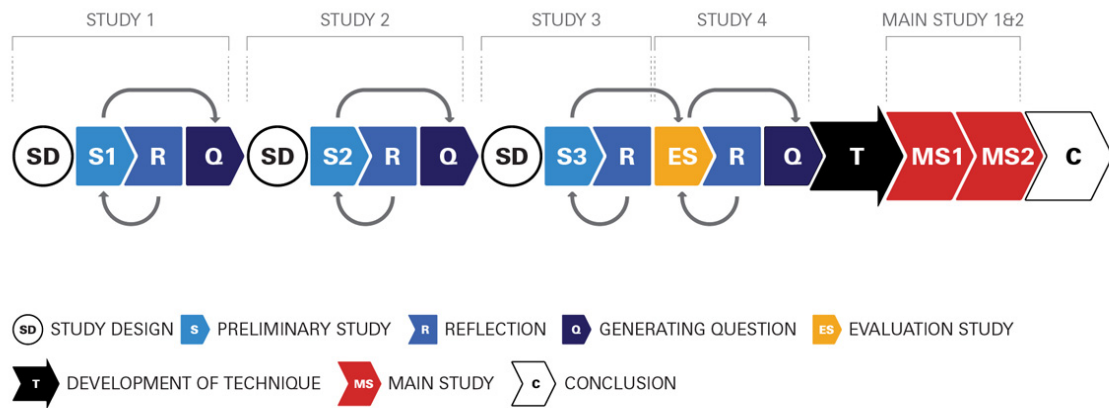 STUDY 1 STUDY 2 STUDY 3 STUDY 4 MAIN STUDY 1&2
SD S1 R Q SD S2 R Q SD S3 R ES R Q T MS1 MS2 C
SD STUDY DESIGN S PRELIMINARY STUDY R REFLECTION Q GENERATING QUESTION ES EVALUATION STUDY
T DEVELOPMENT OF TECHNIQUE MS MAIN STUDY C CONCLUSION